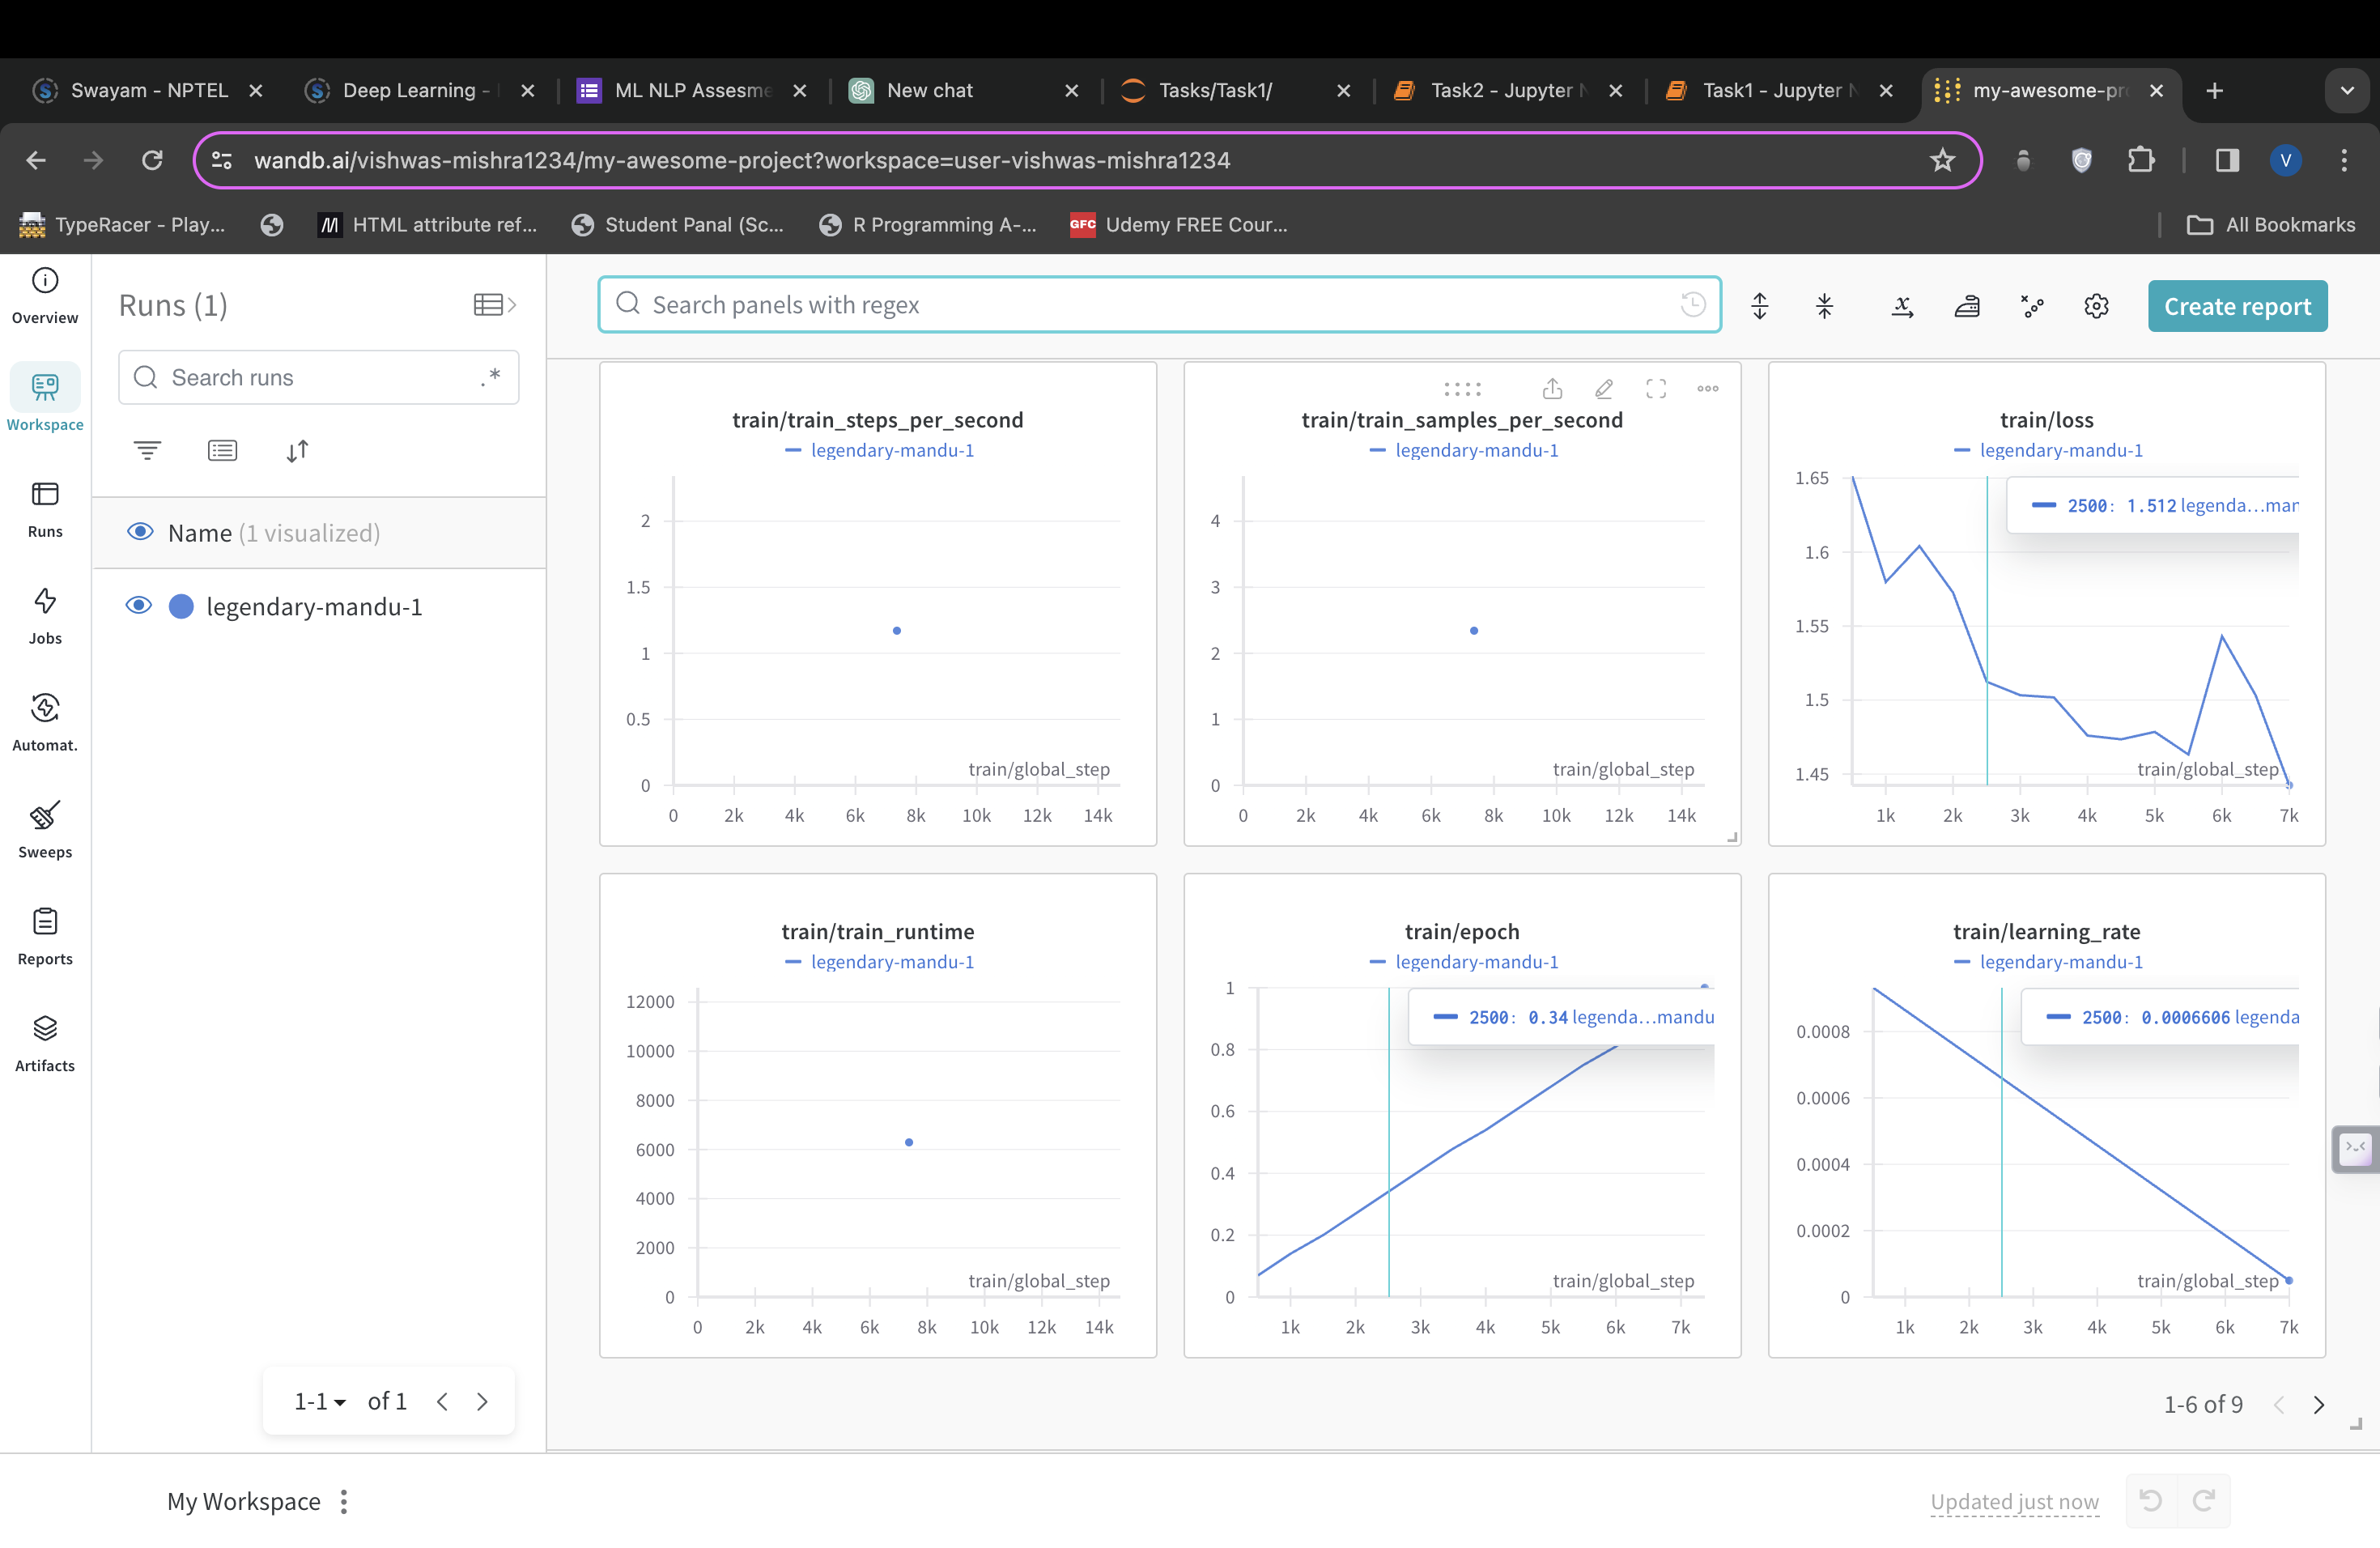 Swayam - NPTEL
Deep Learning -
ML NLP Assesme
New chat
Tasks/Task1/
Task2 - Jupyter
Task1 - Jupyter
my-awesome-pr
wandb.ai/vishwas-mishra1234/my-awesome-project?workspace=user-vishwas-mishra1234
V
TypeRacer - Play...
HTML attribute ref...
Student Panal (Sc...
R Programming A-...
GFC
Udemy FREE Cour...
All Bookmarks
Overview
Workspace
Runs
Jobs
Automat.
Sweeps
Reports
Artifacts
Runs (1)
Search runs
.*
Name (1 visualized)
legendary-mandu-1
1-1
of 1
Search panels with regex
Create report
train/train_steps_per_second
legendary-mandu-1
2
1.5
1
0.5
0
train/global_step
0 2k 4k 6k 8k 10k 12k 14k
train/train_samples_per_second
legendary-mandu-1
4
3
2
1
0
train/global_step
0 2k 4k 6k 8k 10k 12k 14k
train/loss
legendary-mandu-1
1.65
2500: 1.512 legenda...man
1.6
1.55
1.5
1.45
train/global_step
1k 2k 3k 4k 5k 6k 7k
train/train_runtime
legendary-mandu-1
12000
10000
8000
6000
4000
2000
0
train/global_step
0 2k 4k 6k 8k 10k 12k 14k
train/epoch
legendary-mandu-1
1
2500: 0.34 legenda...mandu
0.8
0.6
0.4
0.2
0
train/global_step
1k 2k 3k 4k 5k 6k 7k
train/learning_rate
legendary-mandu-1
2500: 0.0006606 legenda
0.0008
0.0006
0.0004
0.0002
0
train/global_step
1k 2k 3k 4k 5k 6k 7k
1-6 of 9
My Workspace
Updated just now